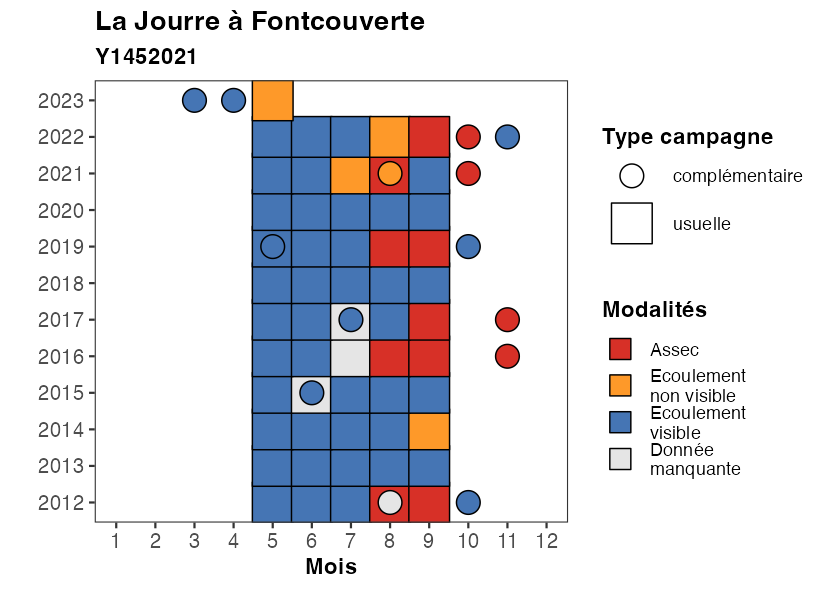 La Jourre à Fontcouverte
Y1452021
2023
2022
2021
2020
2019
2018
2017
2016
2015
2014
2013
2012
1 2 3 4 5 6 7 8 9 10 11 12
Mois
Type campagne
complémentaire
usuelle
Modalités
Assec
Ecoulement
non visible
Ecoulement
visible
Donnée
manquante